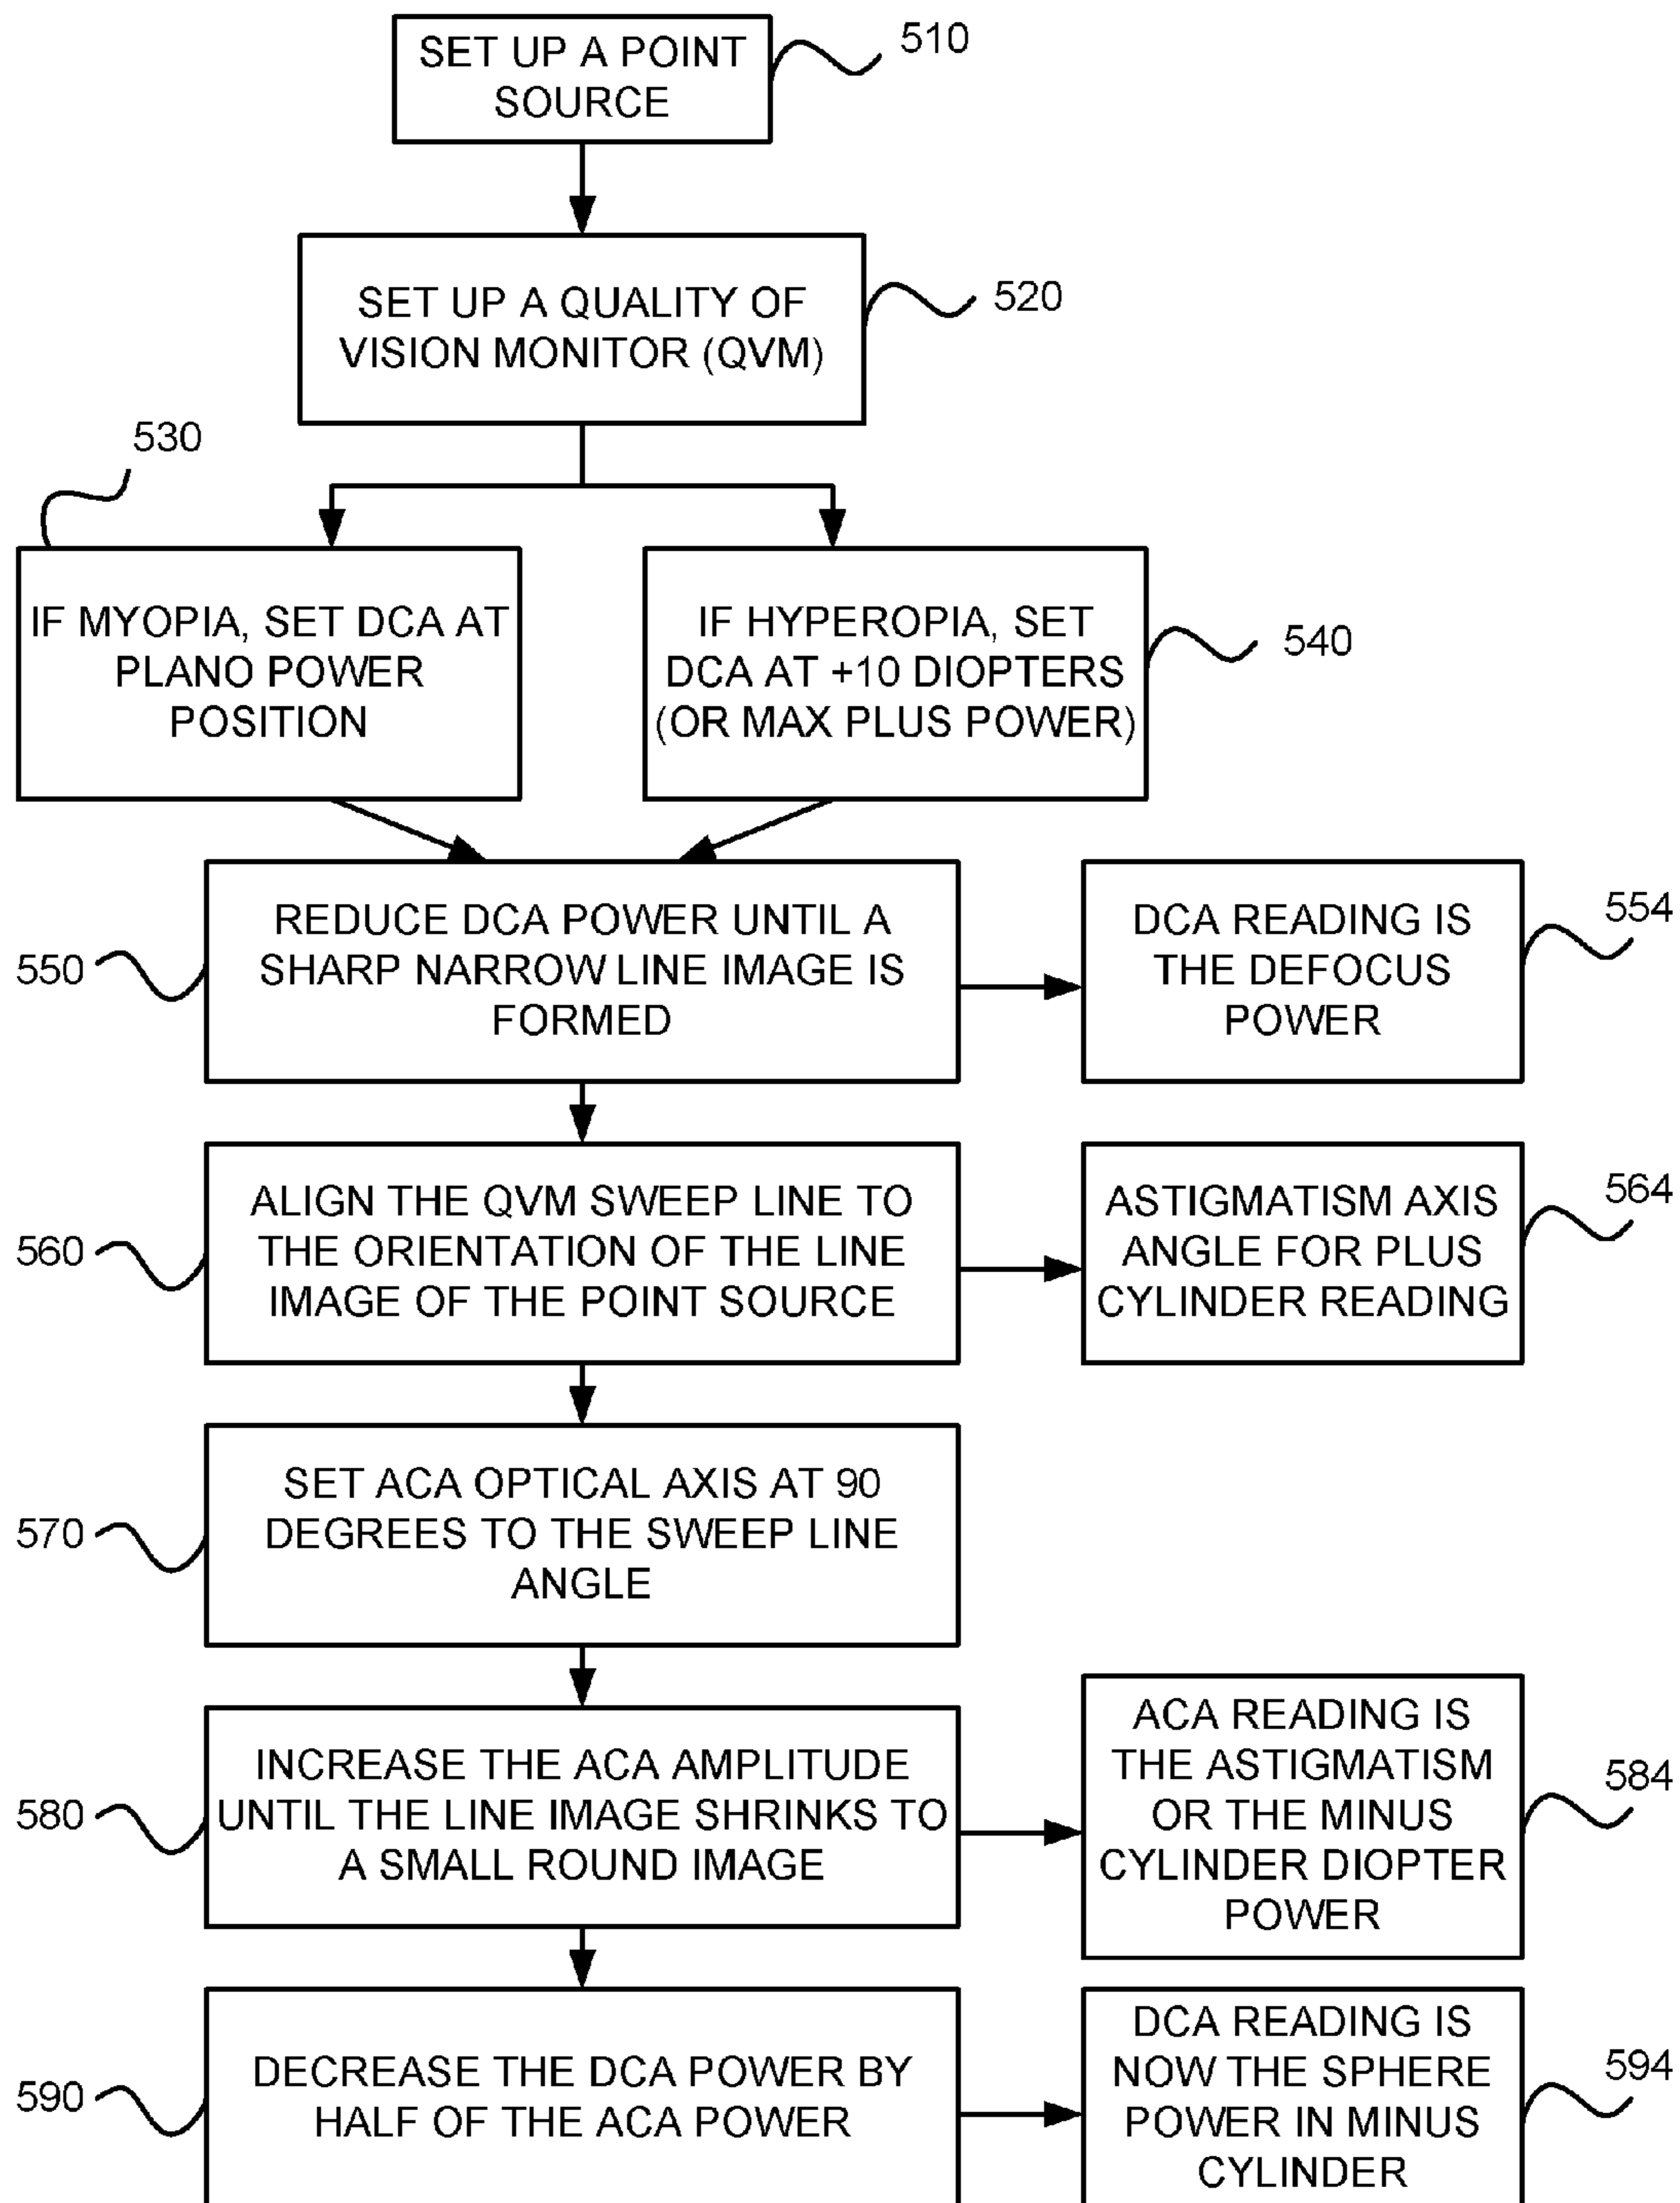 SET UP A POINT
SOURCE
510
SET UP A QUALITY OF
VISION MONITOR (QVM)
520
530
IF MYOPIA, SET DCA AT
PLANO POWER
POSITION
IF HYPEROPIA, SET
DCA AT +10 DIOPTERS
(OR MAX PLUS POWER)
540
550
REDUCE DCA POWER UNTIL A
SHARP NARROW LINE IMAGE IS
FORMED
DCA READING IS
THE DEFOCUS
POWER
554
560
ALIGN THE QVM SWEEP LINE TO
THE ORIENTATION OF THE LINE
IMAGE OF THE POINT SOURCE
ASTIGMATISM AXIS
ANGLE FOR PLUS
CYLINDER READING
564
570
SET ACA OPTICAL AXIS AT 90
DEGREES TO THE SWEEP LINE
ANGLE
580
INCREASE THE ACA AMPLITUDE
UNTIL THE LINE IMAGE SHRINKS TO
A SMALL ROUND IMAGE
ACA READING IS
THE ASTIGMATISM
OR THE MINUS
CYLINDER DIOPTER
POWER
584
590
DECREASE THE DCA POWER BY
HALF OF THE ACA POWER
DCA READING IS
NOW THE SPHERE
POWER IN MINUS
CYLINDER
594